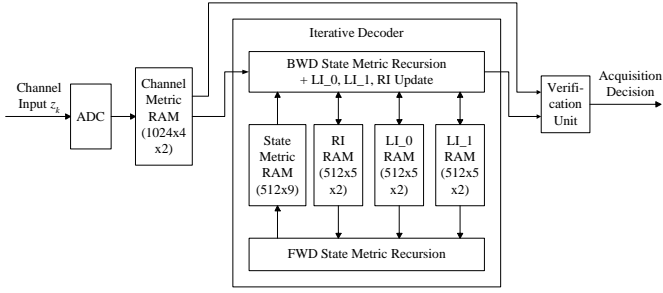 Iterative Decoder
Channel
Input z_k
ADC
Channel
Metric
RAM
(1024x4
x2)
BWD State Metric Recursion
+ LI_0, LI_1, RI Update
State
Metric
RAM
(512x9)
RI
RAM
(512x5
x2)
LI_0
RAM
(512x5
x2)
LI_1
RAM
(512x5
x2)
FWD State Metric Recursion
Verifi-
cation
Unit
Acquisition
Decision